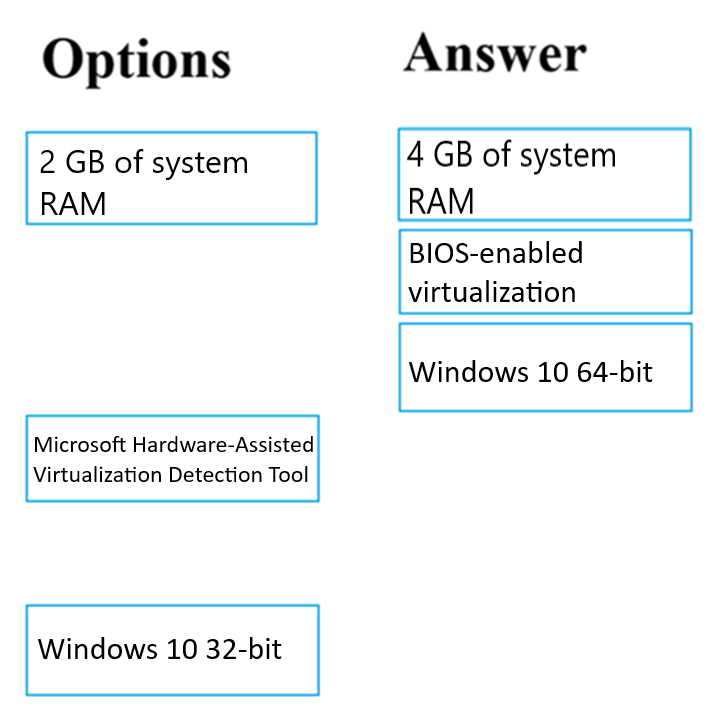 Options
Answer
2 GB of system
RAM
4 GB of system
RAM
BIOS-enabled
virtualization
Windows 10 64-bit
Microsoft Hardware-Assisted
Virtualization Detection Tool
Windows 10 32-bit